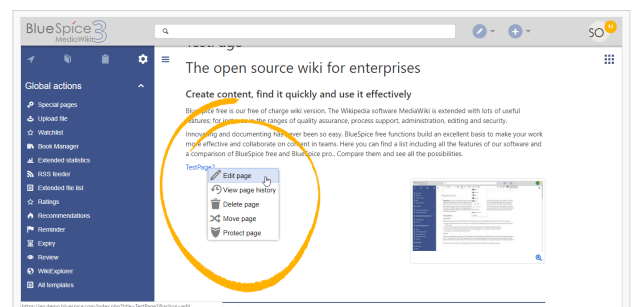 BlueSpice 3
MediaWiki
SO
TestPage
Global actions
Special pages
Upload file
Watchlist
Book Manager
Extended statistics
RSS feeder
Extended file list
Ratings
Recommendations
Reminder
Expiry
Review
WikiExplorer
All templates
The open source wiki for enterprises
Create content, find it quickly and use it effectively
BlueSpice free is our free of charge wiki version. The Wikipedia software MediaWiki is extended with lots of useful
features; for instance in the ranges of quality assurance, process support, administration, editing and security.
Innovating and documenting has never been so easy. BlueSpice free functions build an excellent basis to make your work
more effective and collaborate on content in teams. Here you can find a list including all the features of our software and
a comparison of BlueSpice free and Bluespice pro.. Compare them and see all the possibilities.
TestPage2
Edit page
View page history
Delete page
Move page
Protect page